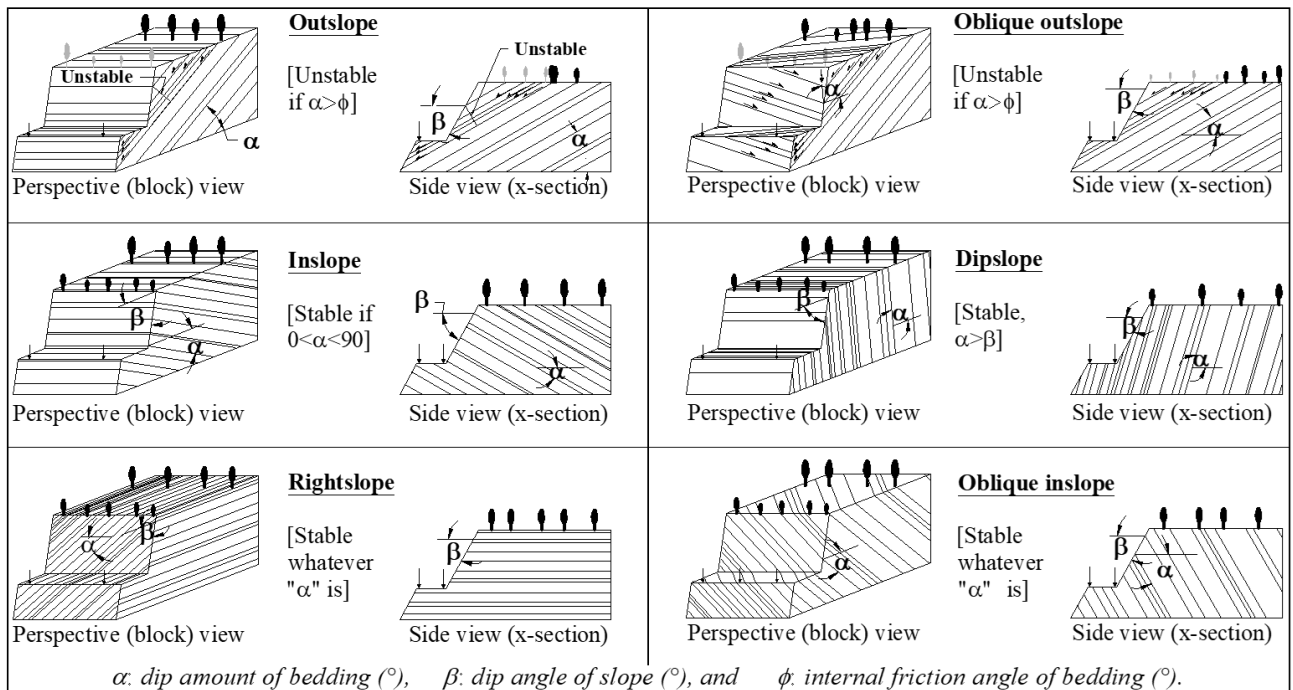 Outslope
[Unstable
if α>ϕ]
Unstable
α
Perspective (block) view
Unstable
β
α
Side view (x-section)
Oblique outslope
[Unstable
if α>ϕ]
α
Perspective (block) view
β
α
Side view (x-section)
Inslope
[Stable if
0<α<90]
β
α
Perspective (block) view
β
α
Side view (x-section)
Dipslope
[Stable,
α>β]
β
α
Perspective (block) view
β
α
Side view (x-section)
Rightslope
[Stable
whatever
"α" is]
α
β
Perspective (block) view
β
Side view (x-section)
Oblique inslope
[Stable
whatever
"α" is]
α
Perspective (block) view
β
α
Side view (x-section)
α: dip amount of bedding (°), β: dip angle of slope (°), and ϕ: internal friction angle of bedding (°).